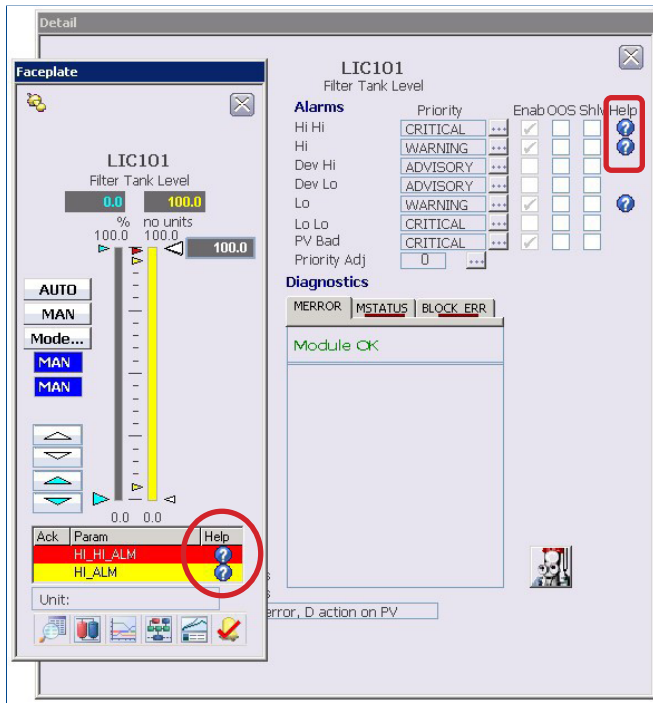 Detail
LIC101
Filter Tank Level
Alarms Priority Enab OOS Shlv Help
Hi Hi CRITICAL ...
Hi WARNING ...
Dev Hi ADVISORY ...
Dev Lo ADVISORY ...
Lo WARNING ...
Lo Lo CRITICAL ...
PV Bad CRITICAL ...
Priority Adj 0 ...
Diagnostics
MERROR MSTATUS BLOCK_ERR
Module OK
error, D action on PV
Faceplate
LIC101
Filter Tank Level
0.0 100.0
% no units
100.0 100.0
100.0
AUTO
MAN
Mode...
MAN
MAN
0.0 0.0
Ack Param Help
HI_HI_ALM
HI_ALM
Unit: